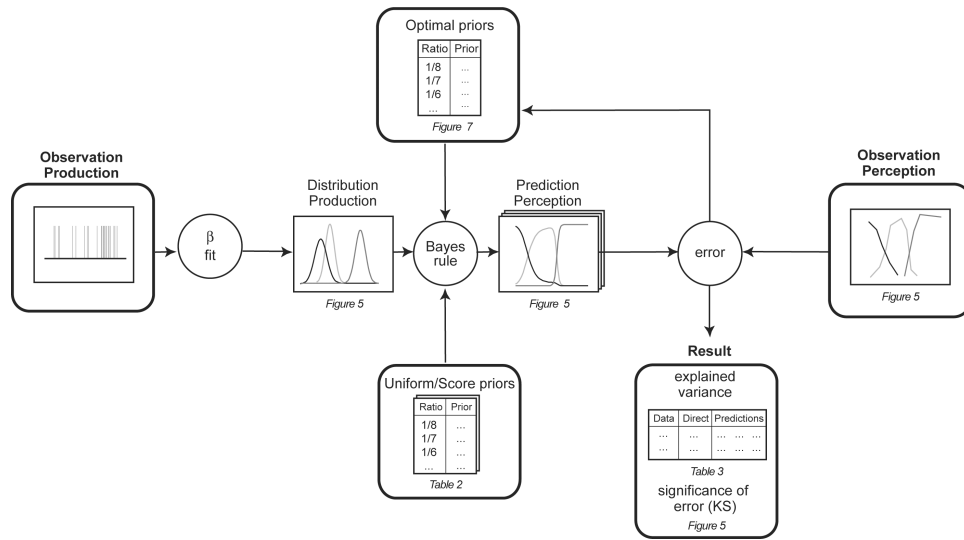 Optimal priors
Ratio Prior
1/8 ...
1/7 ...
1/6 ...
... ...
Figure 7
Observation
Production
β
fit
Distribution
Production
Figure 5
Bayes
rule
Prediction
Perception
Figure 5
error
Observation
Perception
Figure 5
Uniform/Score priors
Ratio Prior
1/8 ...
1/7 ...
1/6 ...
... ...
Table 2
Result
explained
variance
Data Direct Predictions
... ... ... ... ...
... ... ... ... ...
Table 3
significance of
error (KS)
Figure 5